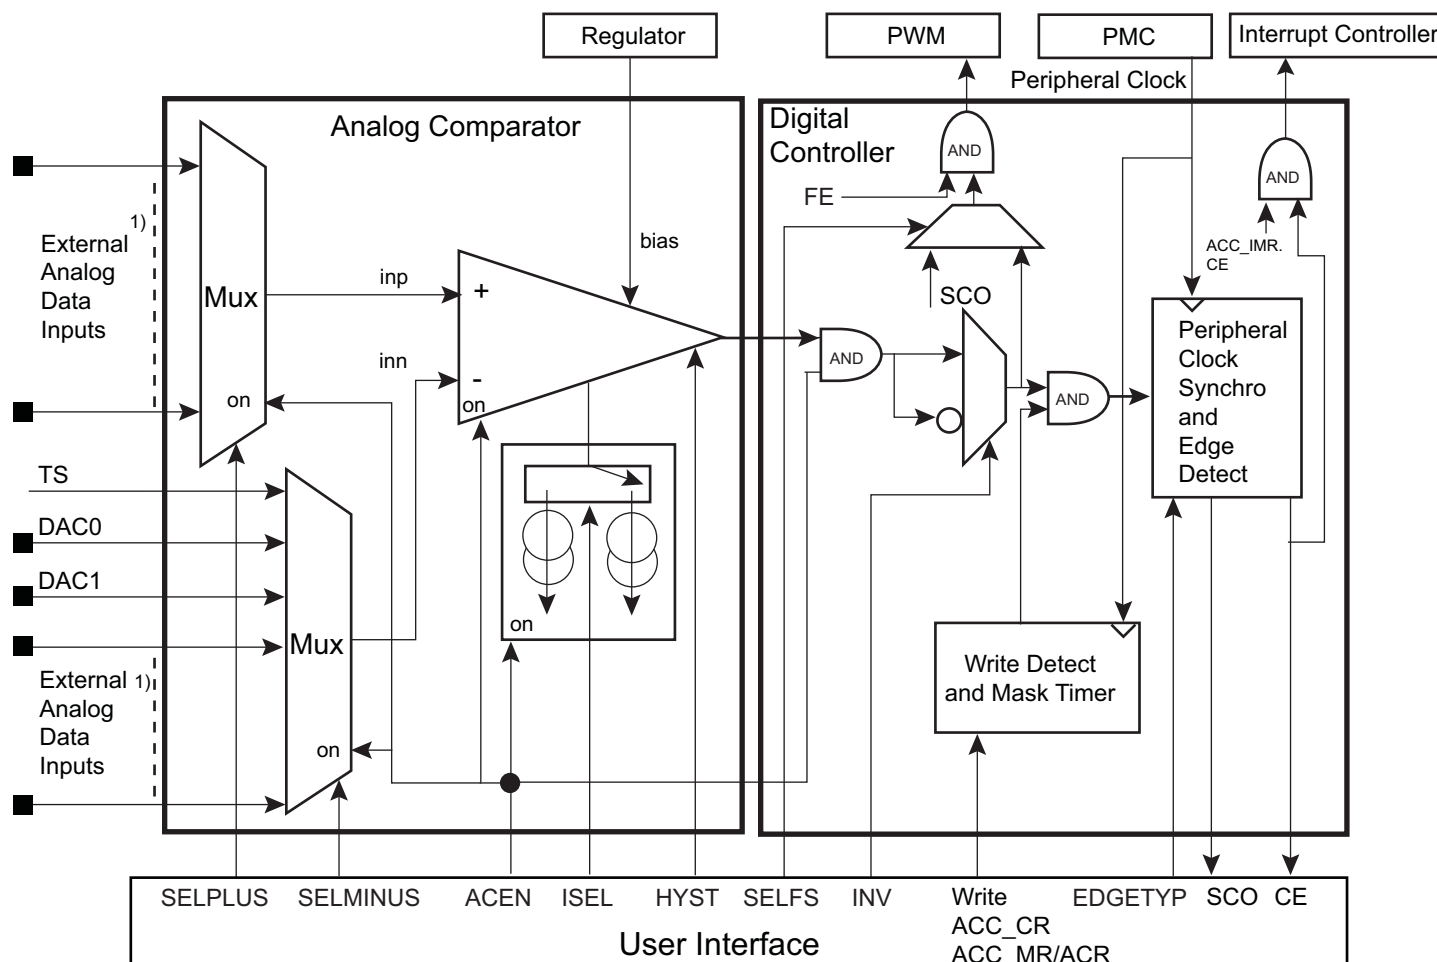 Regulator
PWM
PMC
Interrupt Controller
Peripheral Clock
Analog Comparator
Digital
Controller
AND
AND
FE
External 1)
Analog
Data
Inputs
Mux
inp
bias
+
ACC_IMR.
CE
SCO
Peripheral
Clock
Synchro
and
Edge
Detect
inn
-
on
on
AND
AND
TS
DAC0
DAC1
Mux
on
External 1)
Analog
Data
Inputs
on
Write Detect
and Mask Timer
SELPLUS
SELMINUS
ACEN
ISEL
HYST
SELFS
INV
Write
ACC_CR
ACC_MR/ACR
EDGETYP
SCO
CE
User Interface